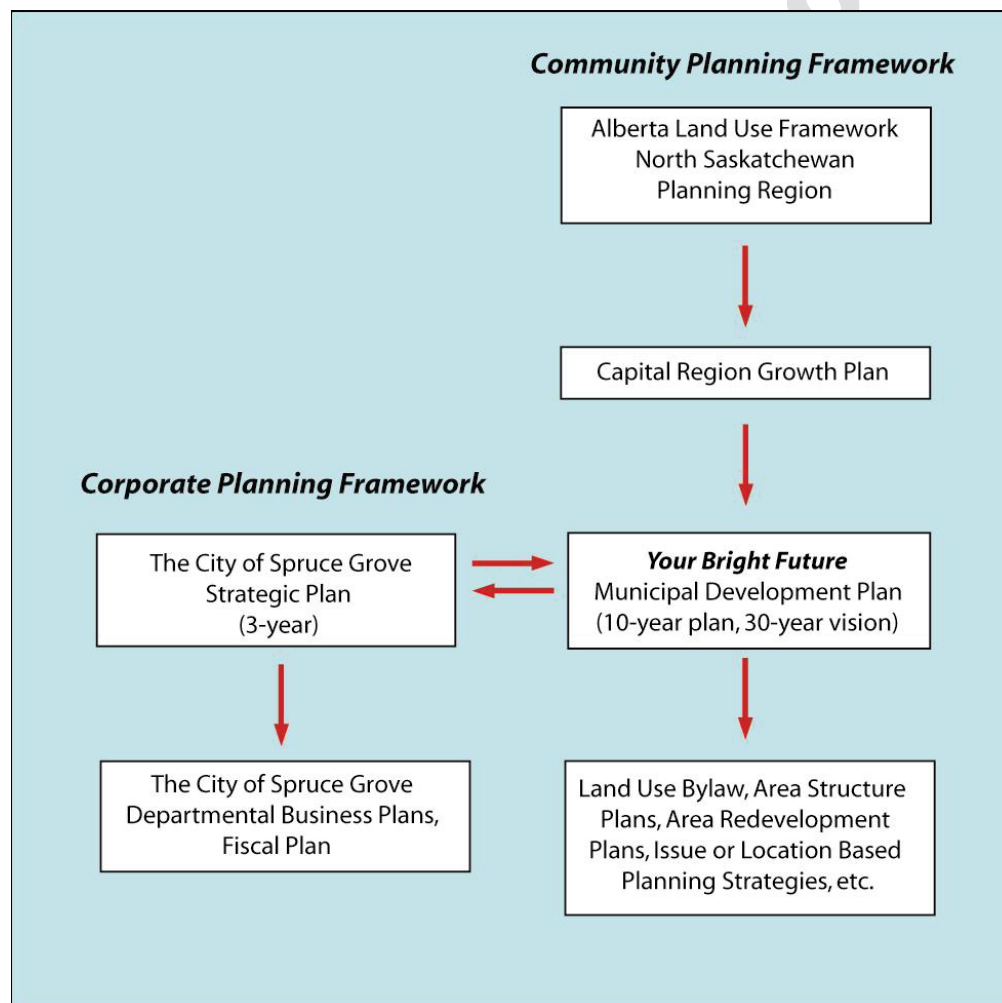 Community Planning Framework
Alberta Land Use Framework
North Saskatchewan
Planning Region
Capital Region Growth Plan
Corporate Planning Framework
The City of Spruce Grove
Strategic Plan
(3-year)
Your Bright Future
Municipal Development Plan
(10-year plan, 30-year vision)
The City of Spruce Grove
Departmental Business Plans,
Fiscal Plan
Land Use Bylaw, Area Structure
Plans, Area Redevelopment
Plans, Issue or Location Based
Planning Strategies, etc.